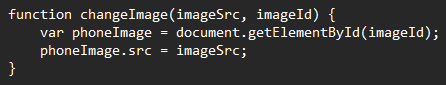 function changeImage(imageSrc, imageId) {
    var phoneImage = document.getElementById(imageId);
    phoneImage.src = imageSrc;
}